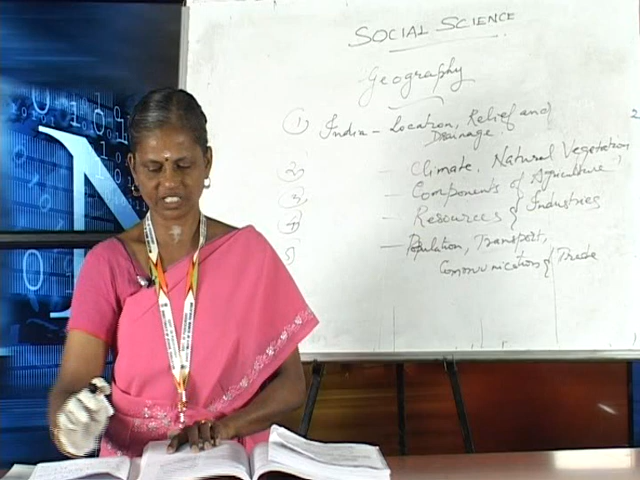 SOCIAL SCIENCE
Geography
① India - Location, Relief and
Drainage.
② - Climate, Natural Vegetation
③ - Components of Agriculture
④ - Resources & Industries
⑤ - Population, Transport,
Communication & Trade
N